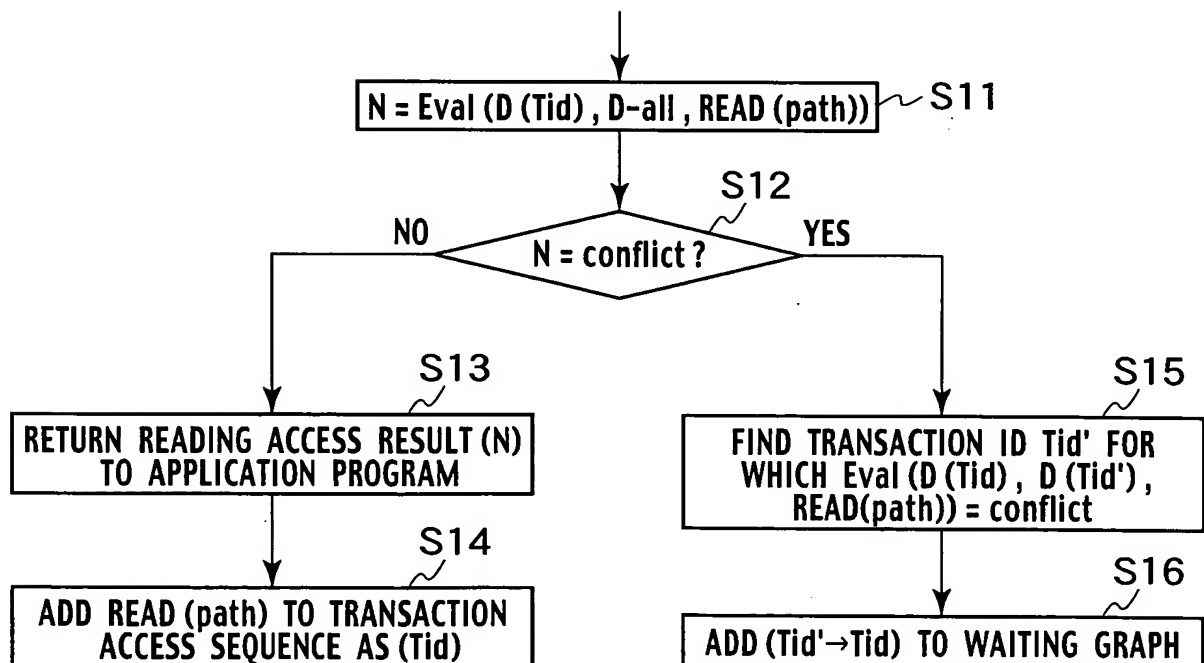 N = Eval (D (Tid) , D-all , READ (path))
S11
S12
NO
N = conflict ?
YES
S13
RETURN READING ACCESS RESULT (N)
TO APPLICATION PROGRAM
S14
ADD READ (path) TO TRANSACTION
ACCESS SEQUENCE AS (Tid)
S15
FIND TRANSACTION ID Tid' FOR
WHICH Eval (D (Tid) , D (Tid') ,
READ(path)) = conflict
S16
ADD (Tid'→Tid) TO WAITING GRAPH